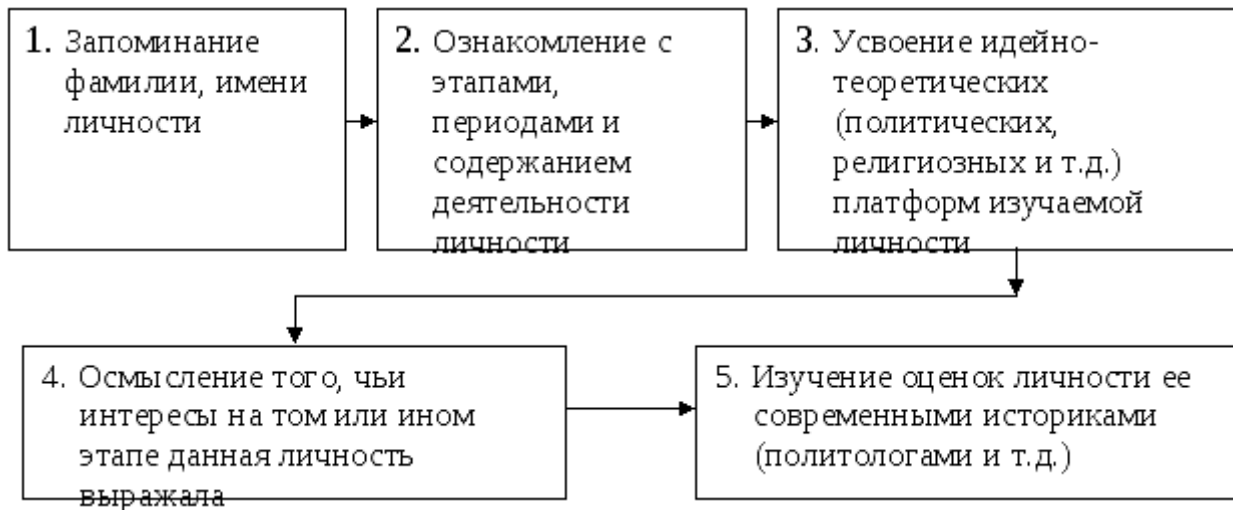 1. Запоминание
фамилии, имени
личности
2. Ознакомление с
этапами,
периодами и
содержанием
деятельности
личности
3. Усвоение идейно-
теоретических
(политических,
религиозных и т.д.)
платформ изучаемой
личности
4. Осмысление того, чьи
интересы на том или ином
этапе данная личность
выражала
5. Изучение оценок личности ее
современными историками
(политологами и т.д.)